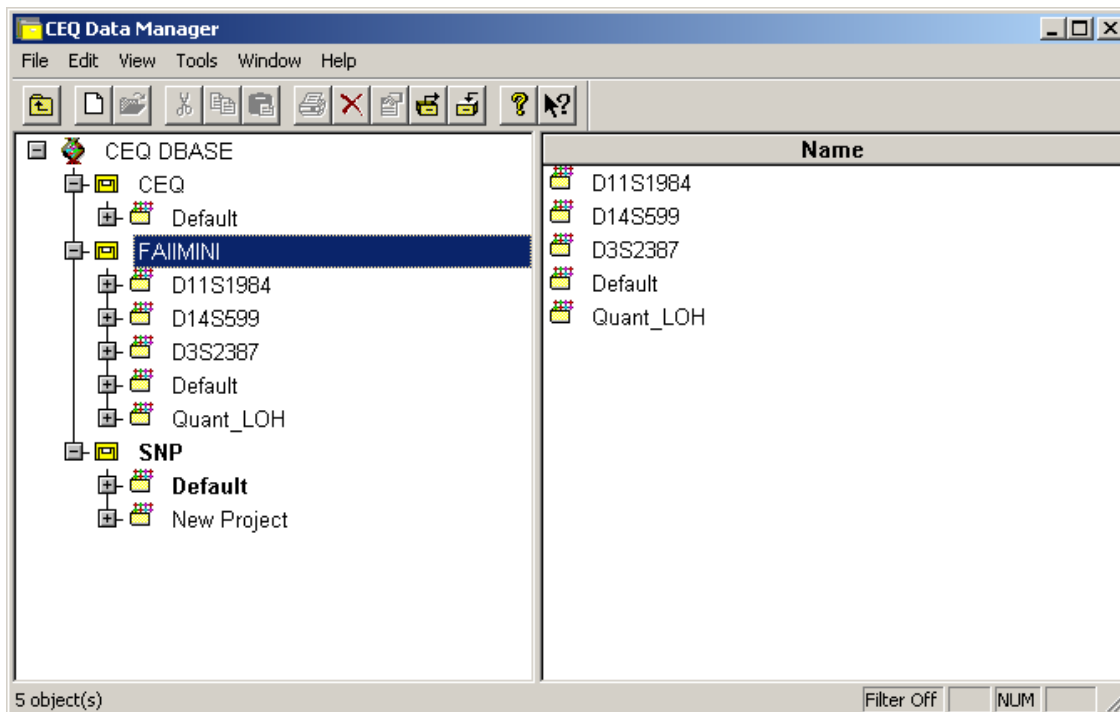 CEQ Data Manager
File Edit View Tools Window Help
CEQ DBASE
CEQ
Default
FAIIMINI
D11S1984
D14S599
D3S2387
Default
Quant_LOH
SNP
Default
New Project
Name
D11S1984
D14S599
D3S2387
Default
Quant_LOH
5 object(s)
Filter Off
NUM